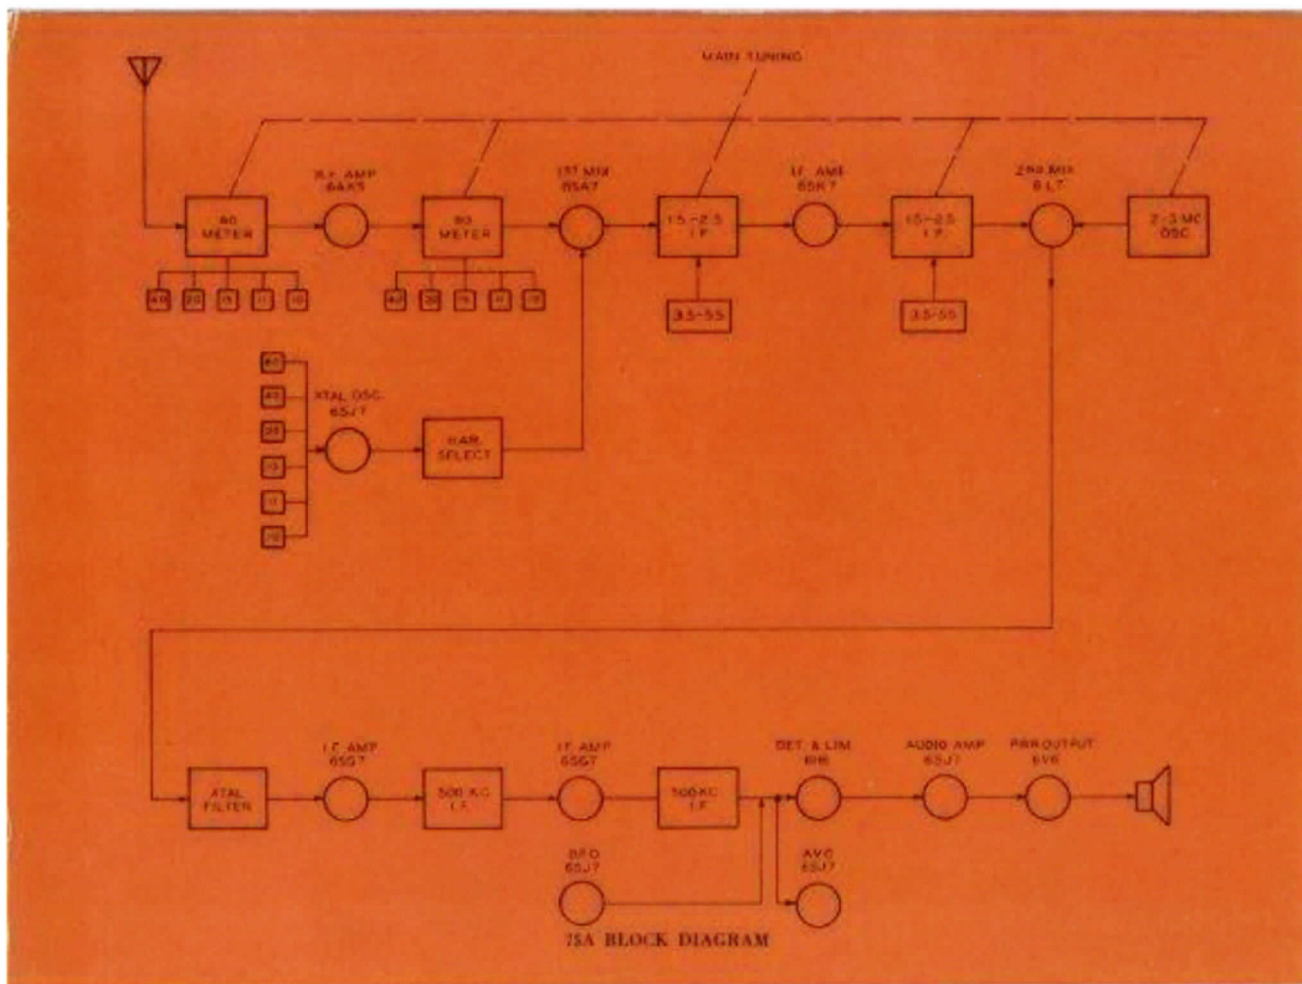 MAIN TUNING
R.F. AMP
6AK5
1ST MIX
6SA7
I.F. AMP
6SK7
2ND MIX
6L7
80
METER
80
METER
1.5-2.5
I.F.
1.5-2.5
I.F.
2-3 MC
OSC
40
20
15
11
10
40
20
15
11
10
3.5-5.5
3.5-5.5
80
40
20
15
11
10
XTAL OSC.
6SJ7
HAR.
SELECT
I.F. AMP
6SG7
I.F. AMP
6SG7
DET. & LIM.
6H6
AUDIO AMP
6SJ7
PWR OUTPUT
6V6
XTAL
FILTER
500-KC
I.F.
500-KC
I.F.
BFO
6SJ7
AVC
6SJ7
75A BLOCK DIAGRAM